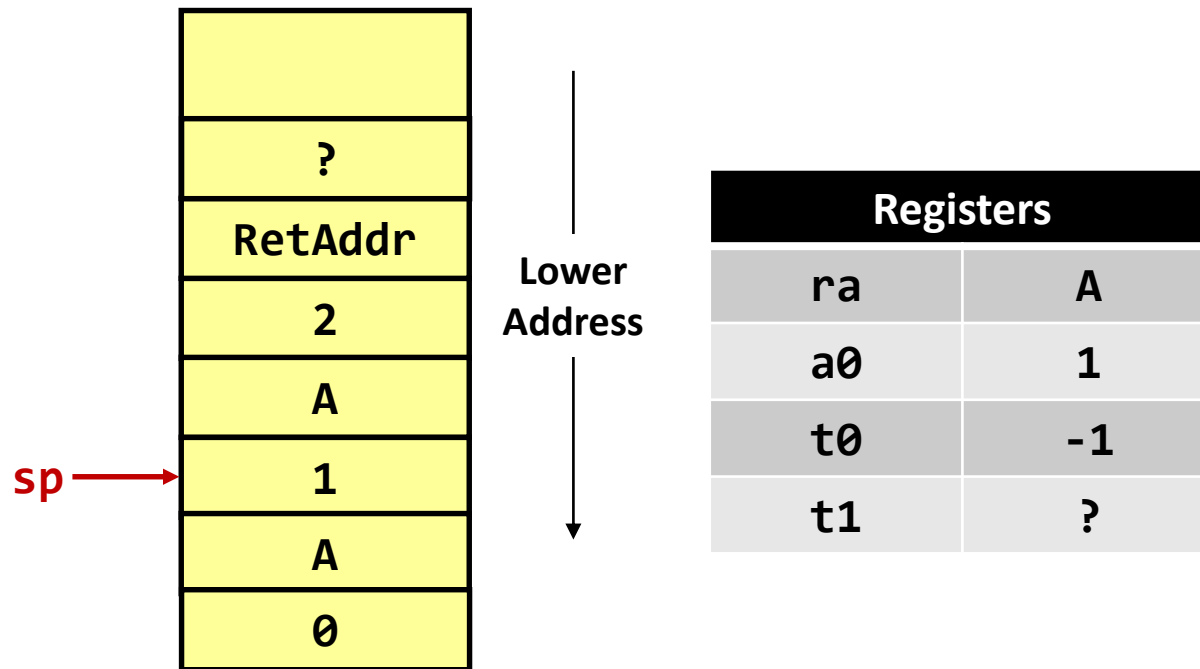 ?
RetAddr
2
A
sp
1
A
0
Lower
Address
Registers
ra A
a0 1
t0 -1
t1 ?